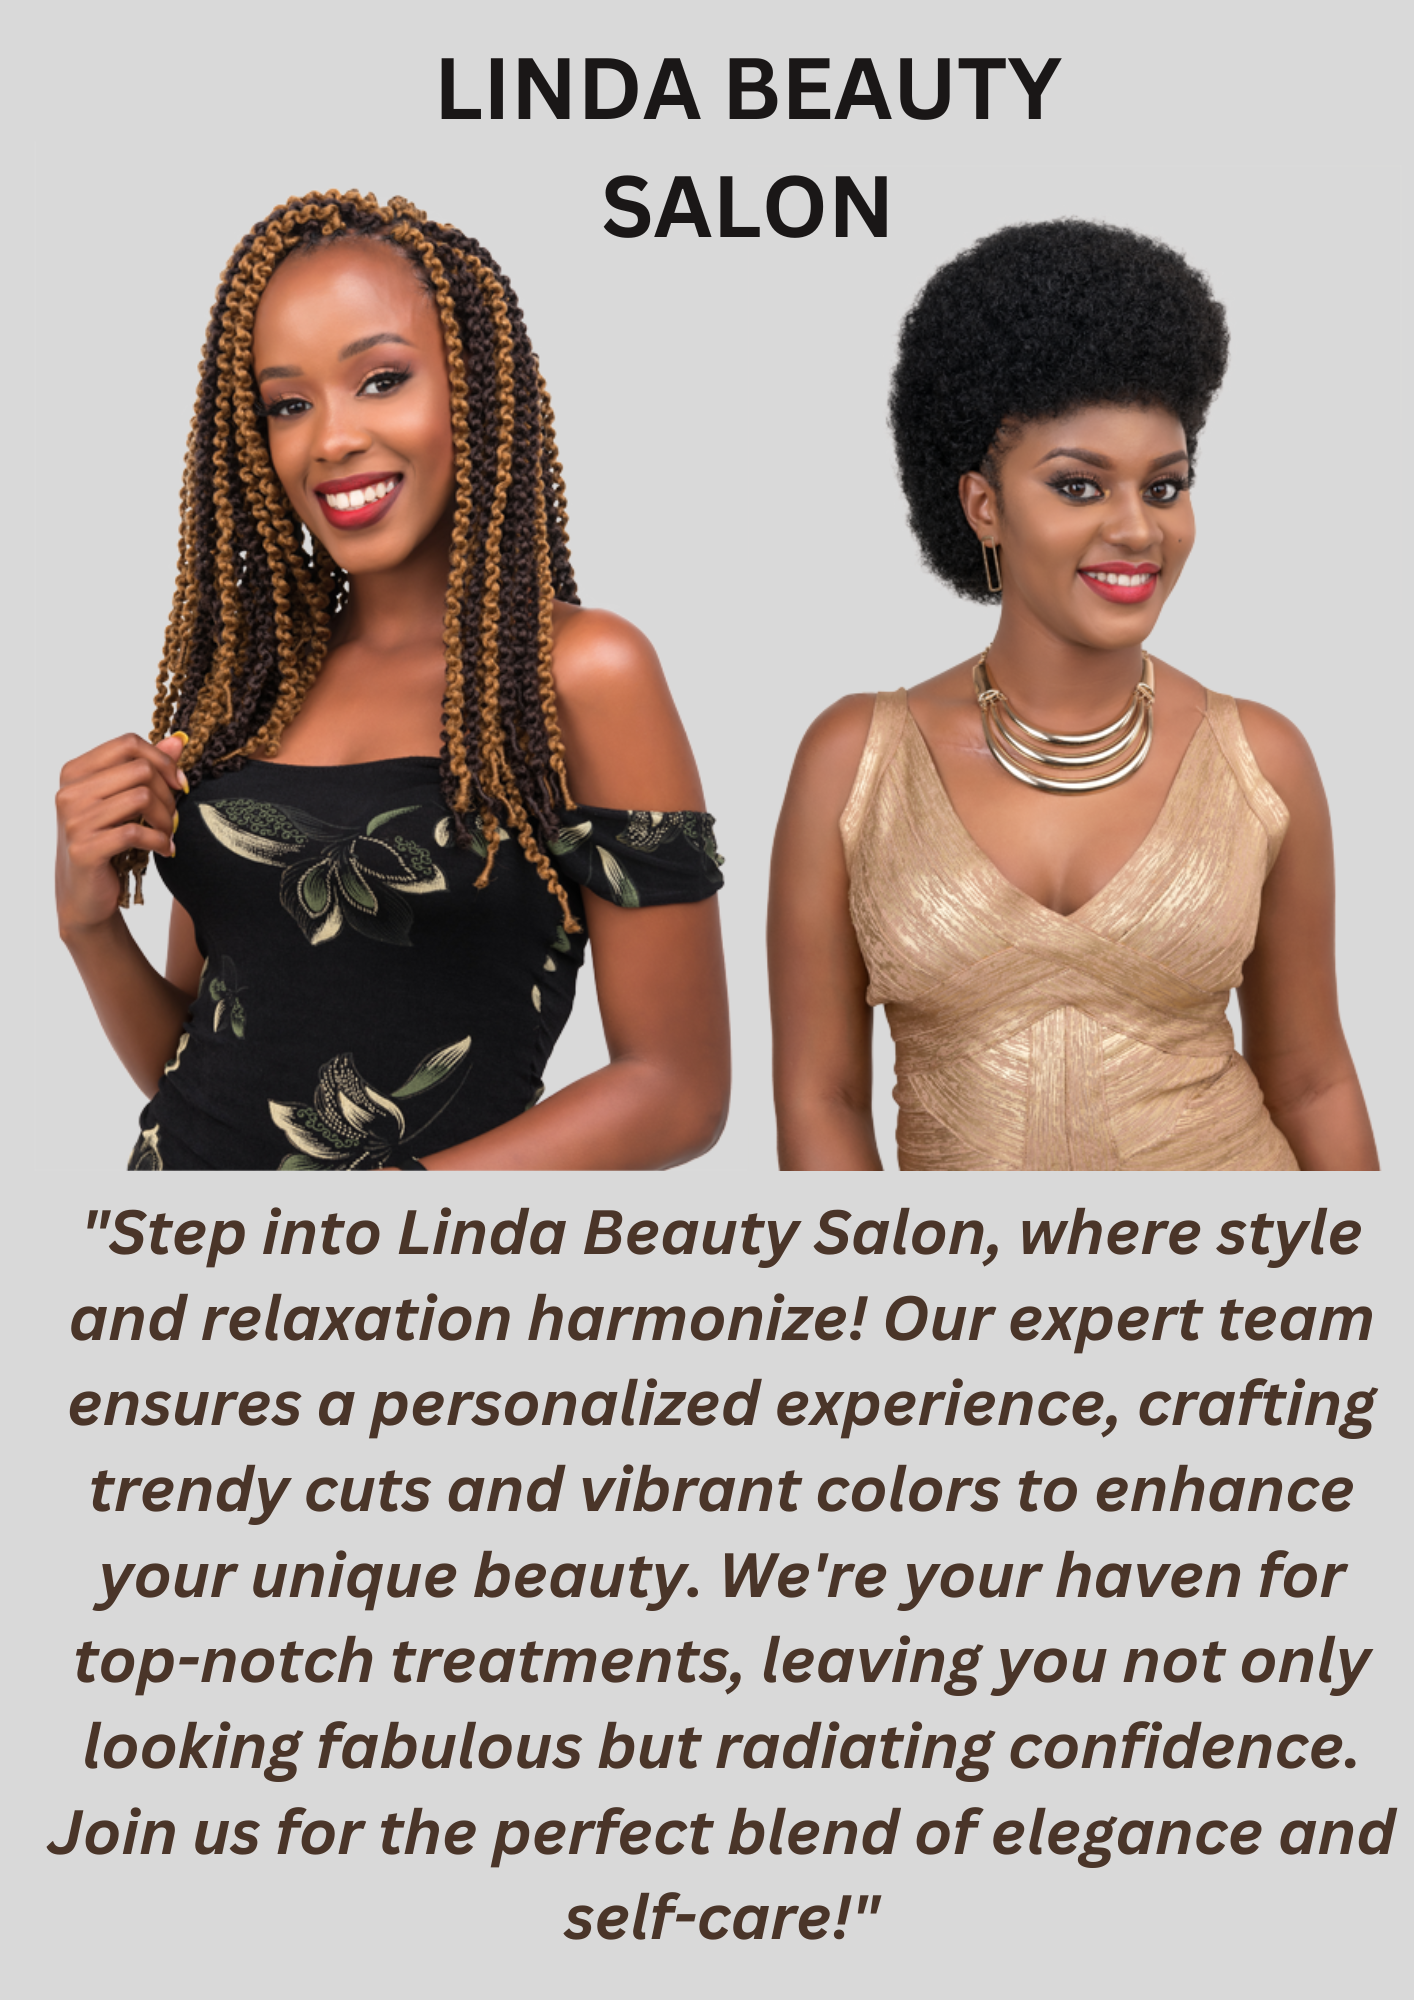 LINDA BEAUTY
SALON
"Step into Linda Beauty Salon, where style
and relaxation harmonize! Our expert team
ensures a personalized experience, crafting
trendy cuts and vibrant colors to enhance
your unique beauty. We're your haven for
top-notch treatments, leaving you not only
looking fabulous but radiating confidence.
Join us for the perfect blend of elegance and
self-care!"